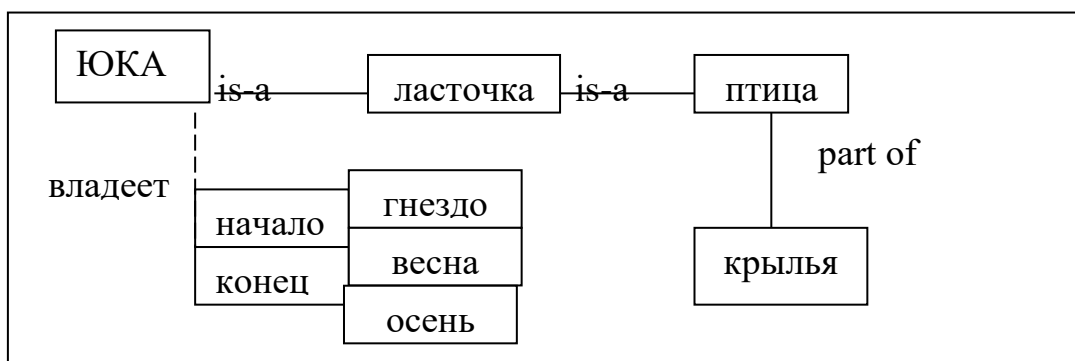 ЮКА
is-a
ласточка
is-a
птица
part of
владеет
гнездо
начало
весна
крылья
конец
осень